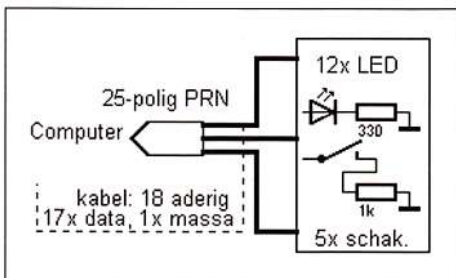 12x LED
25-polig PRN
Computer
330
kabel: 18 aderig
17x data, 1x massa
1k
5x schak.